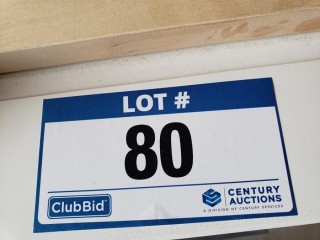 LOT #
80
ClubBid
CENTURY
AUCTIONS
A DIVISION OF CENTURY SERVICES